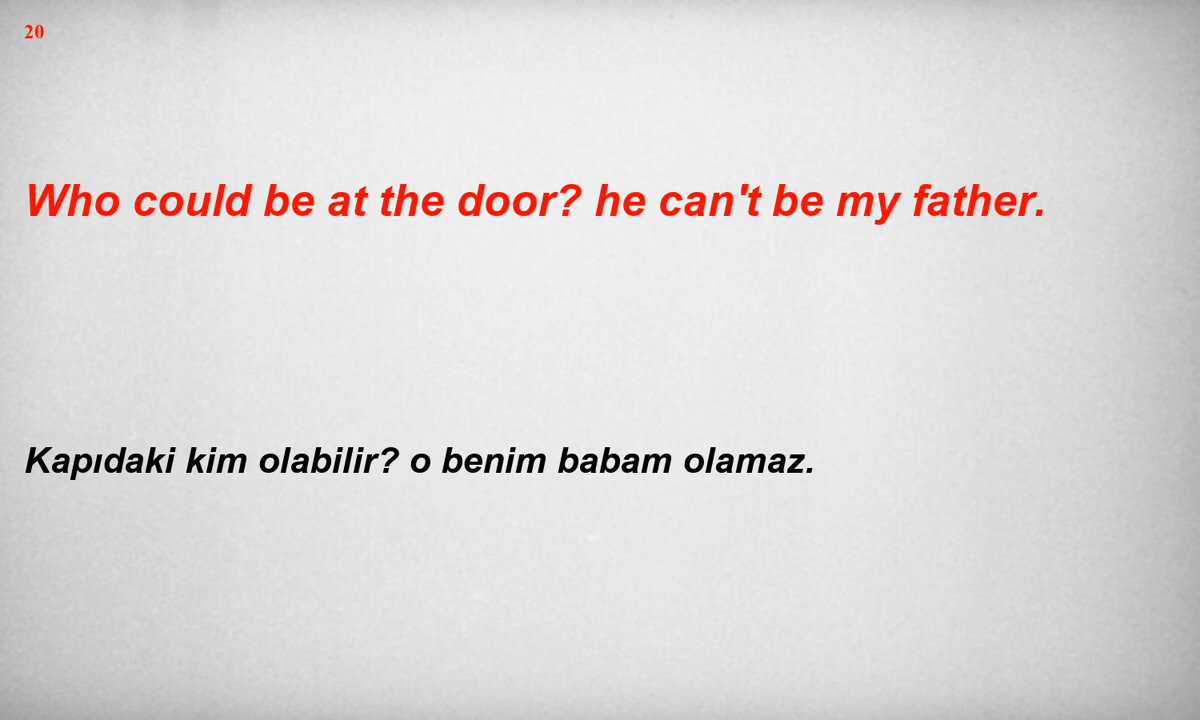 20
Who could be at the door? he can't be my father.
Kapıdaki kim olabilir? o benim babam olamaz.